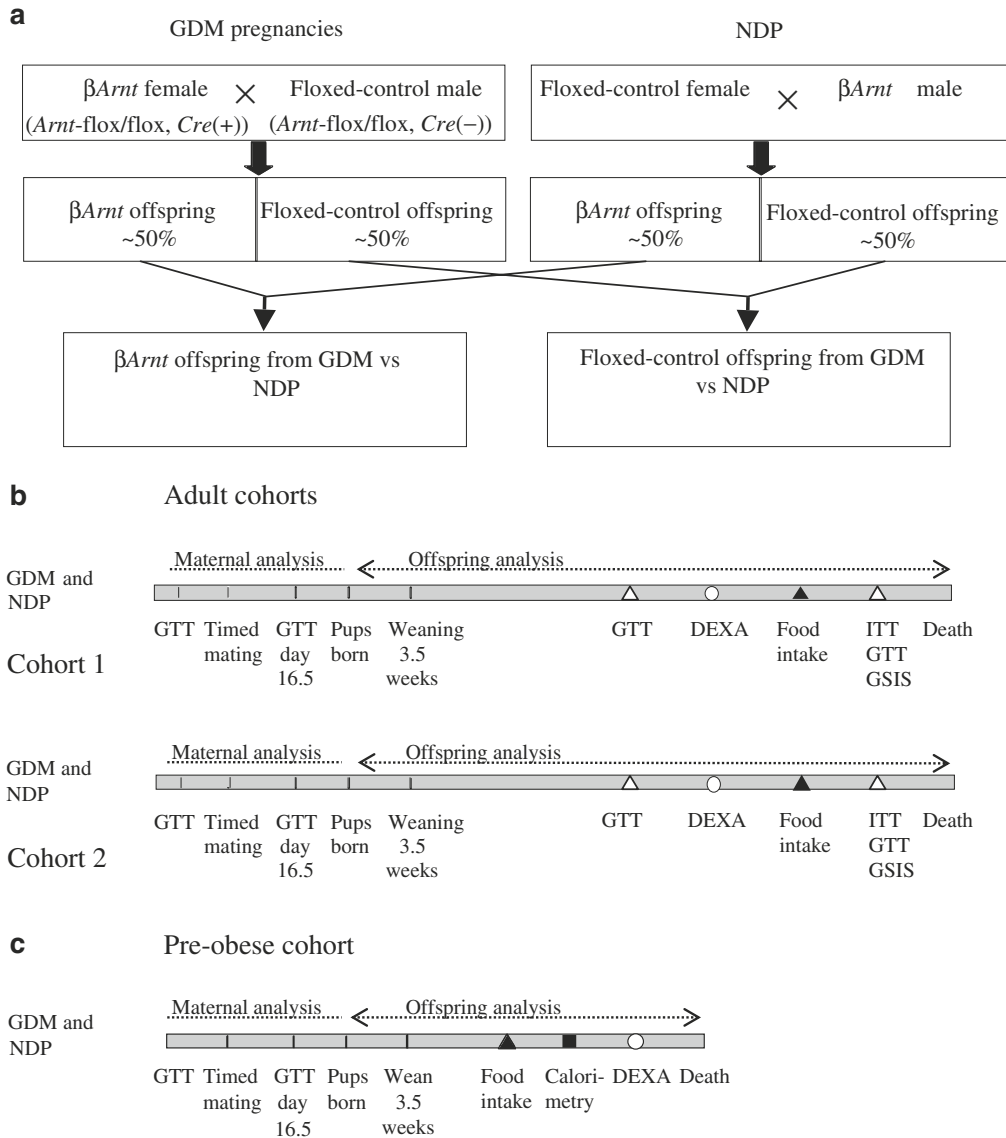 a
GDM pregnancies
NDP
βArnt female × Floxed-control male
(Arnt-flox/flox, Cre(+)) (Arnt-flox/flox, Cre(−))
Floxed-control female × βArnt male
βArnt offspring
~50%
Floxed-control offspring
~50%
βArnt offspring
~50%
Floxed-control offspring
~50%
βArnt offspring from GDM vs
NDP
Floxed-control offspring from GDM
vs NDP
b
Adult cohorts
Maternal analysis
Offspring analysis
GDM and
NDP
Cohort 1
GTT
Timed
mating
GTT
day
16.5
Pups
born
Weaning
3.5
weeks
GTT
DEXA
Food
intake
ITT
GTT
GSIS
Death
Maternal analysis
Offspring analysis
GDM and
NDP
Cohort 2
GTT
Timed
mating
GTT
day
16.5
Pups
born
Weaning
3.5
weeks
GTT
DEXA
Food
intake
ITT
GTT
GSIS
Death
c
Pre-obese cohort
Maternal analysis
Offspring analysis
GDM and
NDP
GTT
Timed
mating
GTT
day
16.5
Pups
born
Wean
3.5
weeks
Food
intake
Calori-
metry
DEXA
Death